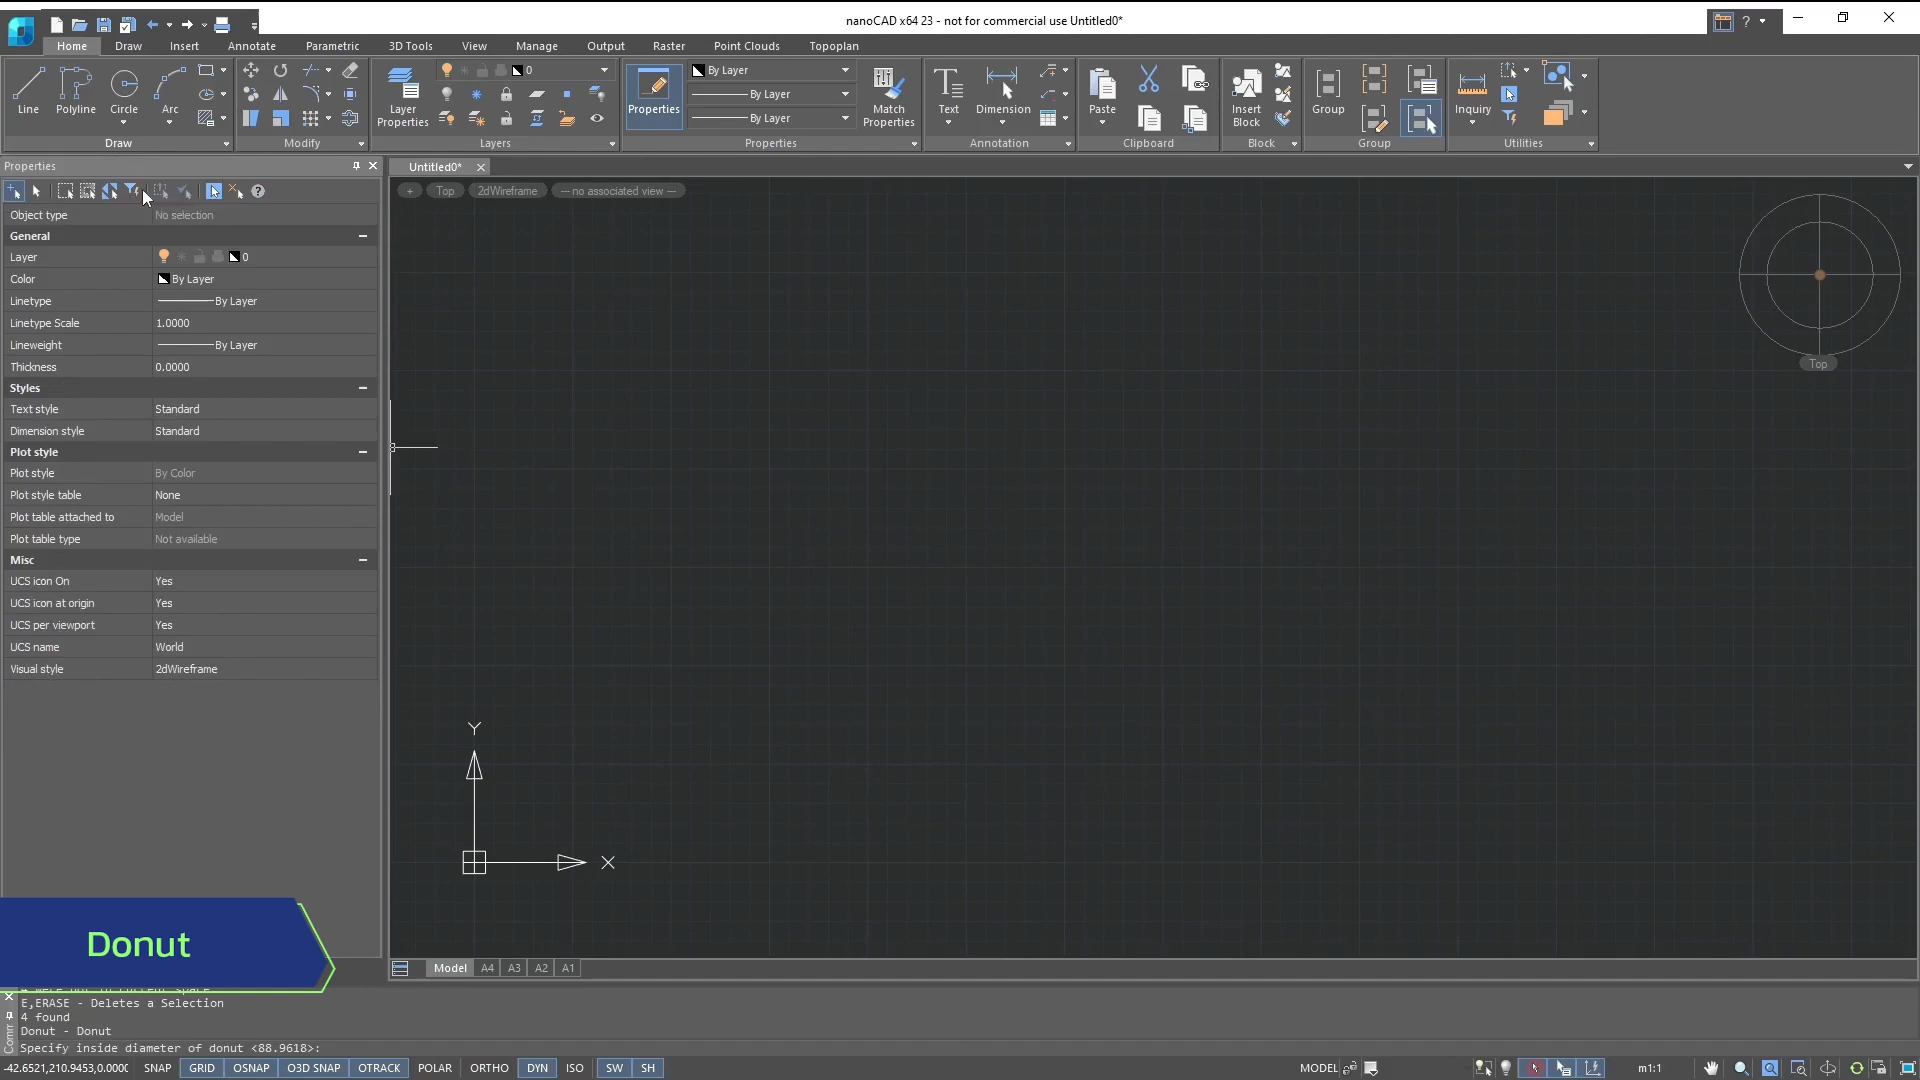 nanoCAD x64 23 - not for commercial use Untitled0*
?
Home Draw Insert Annotate Parametric 3D Tools View Manage Output Raster Point Clouds Topoplan
Line Polyline Circle Arc
Layer Properties
0
Properties
By Layer
By Layer
By Layer
Match Properties
Text Dimension
Paste
Insert Block
Group
Inquiry
Draw Modify Layers Properties Annotation Clipboard Block Group Utilities
Properties
Untitled0*
+ Top 2dWireframe -- no associated view --
Object type No selection
General
Layer 0
Color By Layer
Linetype By Layer
Linetype Scale 1.0000
Lineweight By Layer
Thickness 0.0000
Styles
Text style Standard
Dimension style Standard
Plot style
Plot style By Color
Plot style table None
Plot table attached to Model
Plot table type Not available
Misc
UCS icon On Yes
UCS icon at origin Yes
UCS per viewport Yes
UCS name World
Visual style 2dWireframe
Top
Y
X
Donut
Model A4 A3 A2 A1
E,ERASE - Deletes a Selection
4 found
Donut - Donut
Specify inside diameter of donut <88.9618>:
-42.6521,210.9453,0.0000 SNAP GRID OSNAP O3D SNAP OTRACK POLAR ORTHO DYN ISO SW SH MODEL m1:1